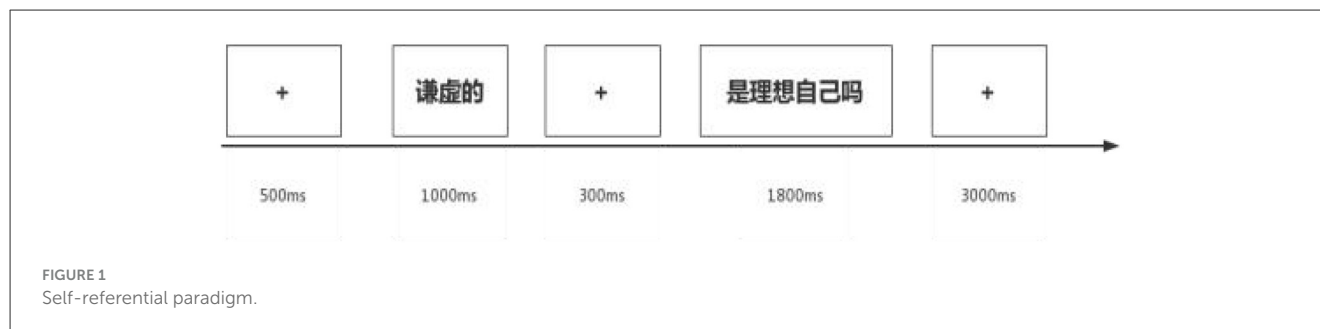 + 谦虚的 + 是理想自己吗 +
500ms 1000ms 300ms 1800ms 3000ms
FIGURE 1
Self-referential paradigm.